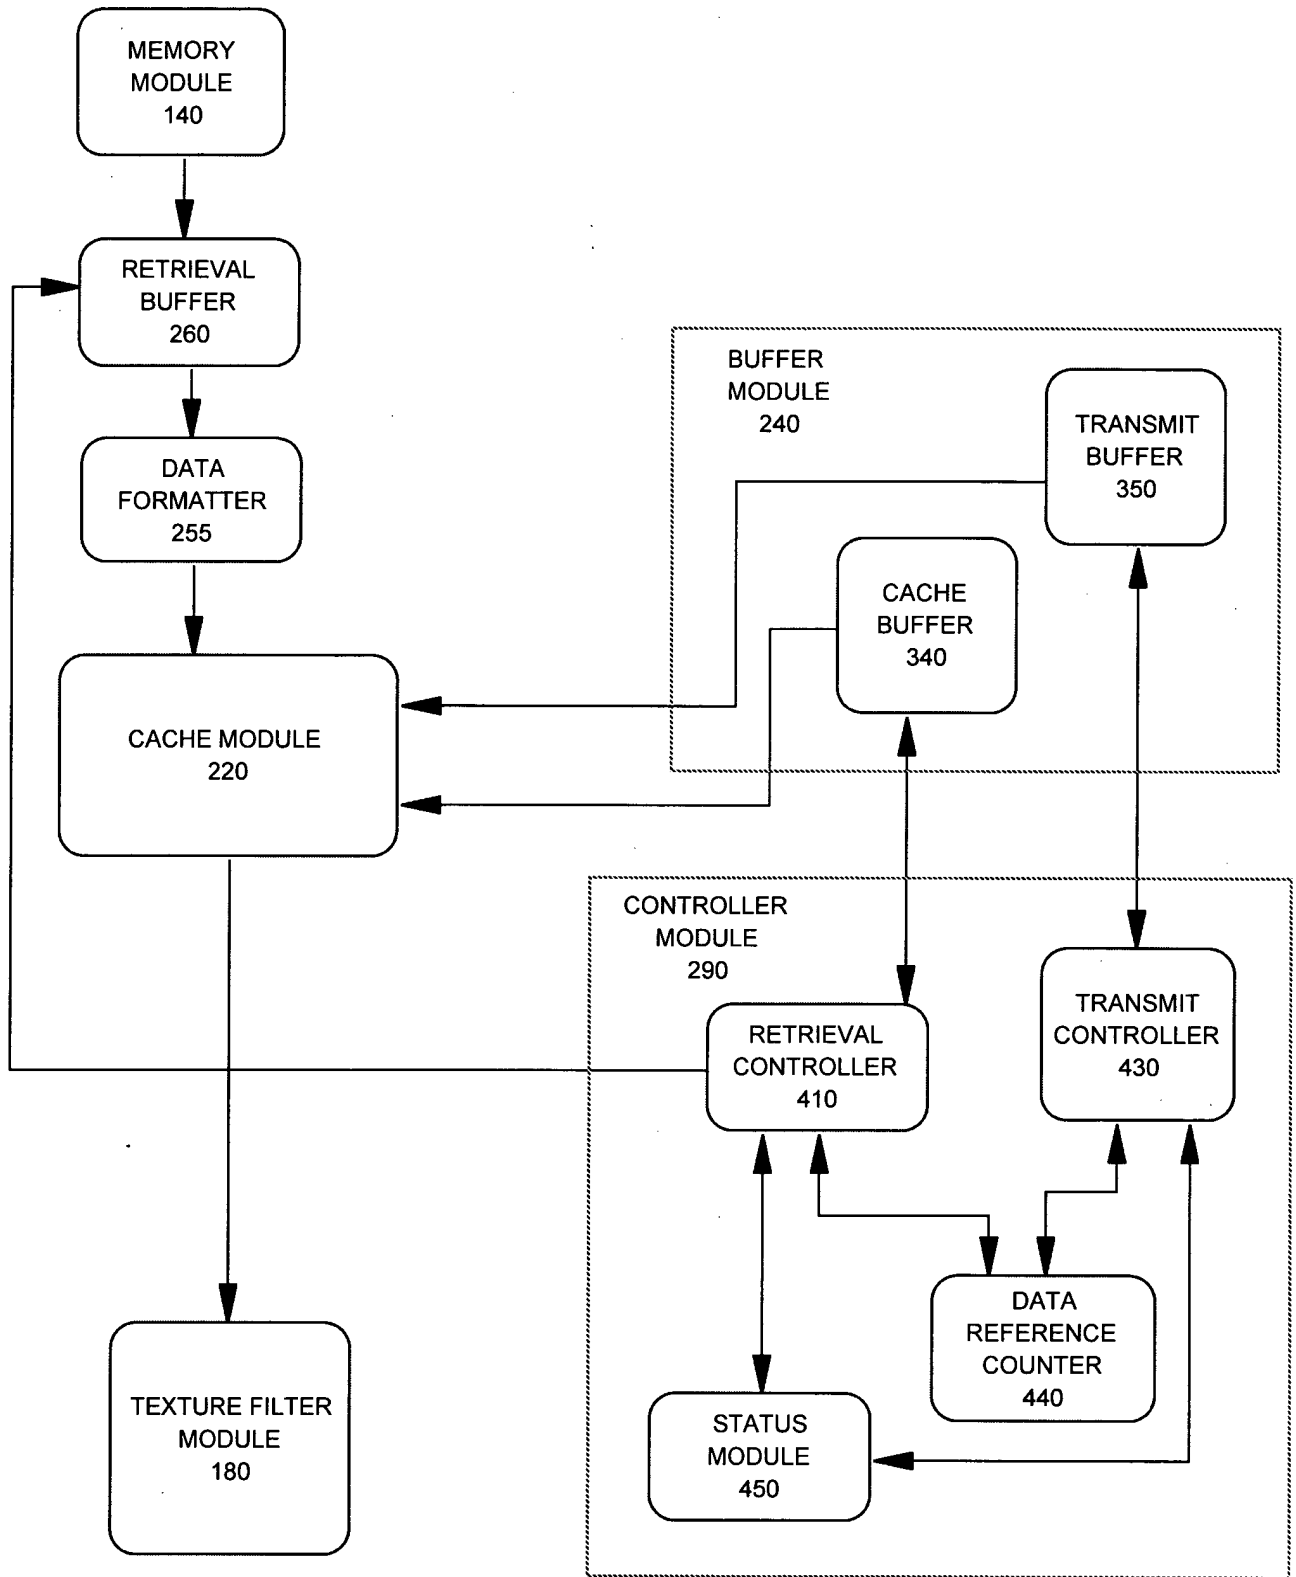 MEMORY
MODULE
140
RETRIEVAL
BUFFER
260
DATA
FORMATTER
255
CACHE MODULE
220
TEXTURE FILTER
MODULE
180
BUFFER
MODULE
240
TRANSMIT
BUFFER
350
CACHE
BUFFER
340
CONTROLLER
MODULE
290
RETRIEVAL
CONTROLLER
410
TRANSMIT
CONTROLLER
430
DATA
REFERENCE
COUNTER
440
STATUS
MODULE
450